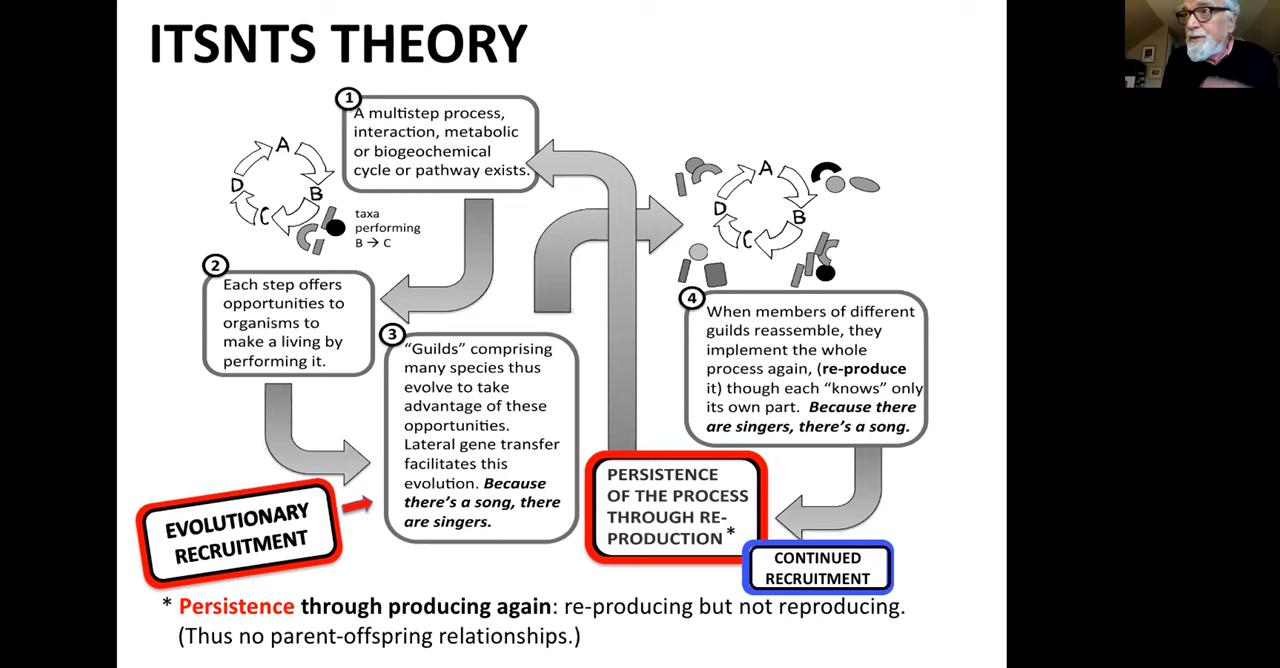 ITSNTS THEORY
1
A multistep process,
interaction, metabolic
or biogeochemical
cycle or pathway exists.
A
B
C
D
taxa
performing
B → C
2
Each step offers
opportunities to
organisms to
make a living by
performing it.
3
“Guilds” comprising
many species thus
evolve to take
advantage of these
opportunities.
Lateral gene transfer
facilitates this
evolution. Because
there’s a song, there
are singers.
EVOLUTIONARY
RECRUITMENT
A
B
C
D
4
When members of different
guilds reassemble, they
implement the whole
process again, (re-produce
it) though each “knows” only
its own part. Because there
are singers, there’s a song.
PERSISTENCE
OF THE PROCESS
THROUGH RE-
PRODUCTION *
CONTINUED
RECRUITMENT
* Persistence through producing again: re-producing but not reproducing.
(Thus no parent-offspring relationships.)